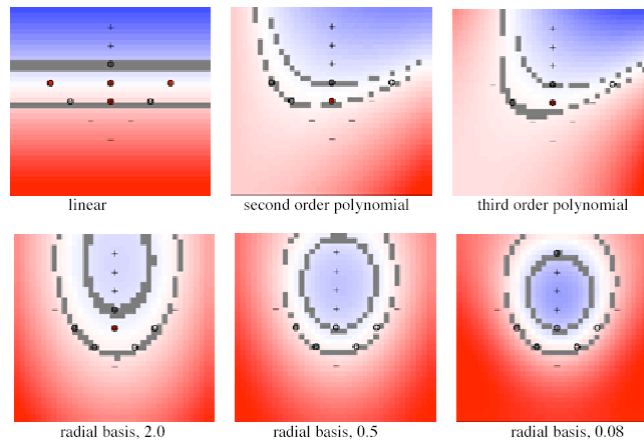 linear
second order polynomial
third order polynomial
radial basis, 2.0
radial basis, 0.5
radial basis, 0.08